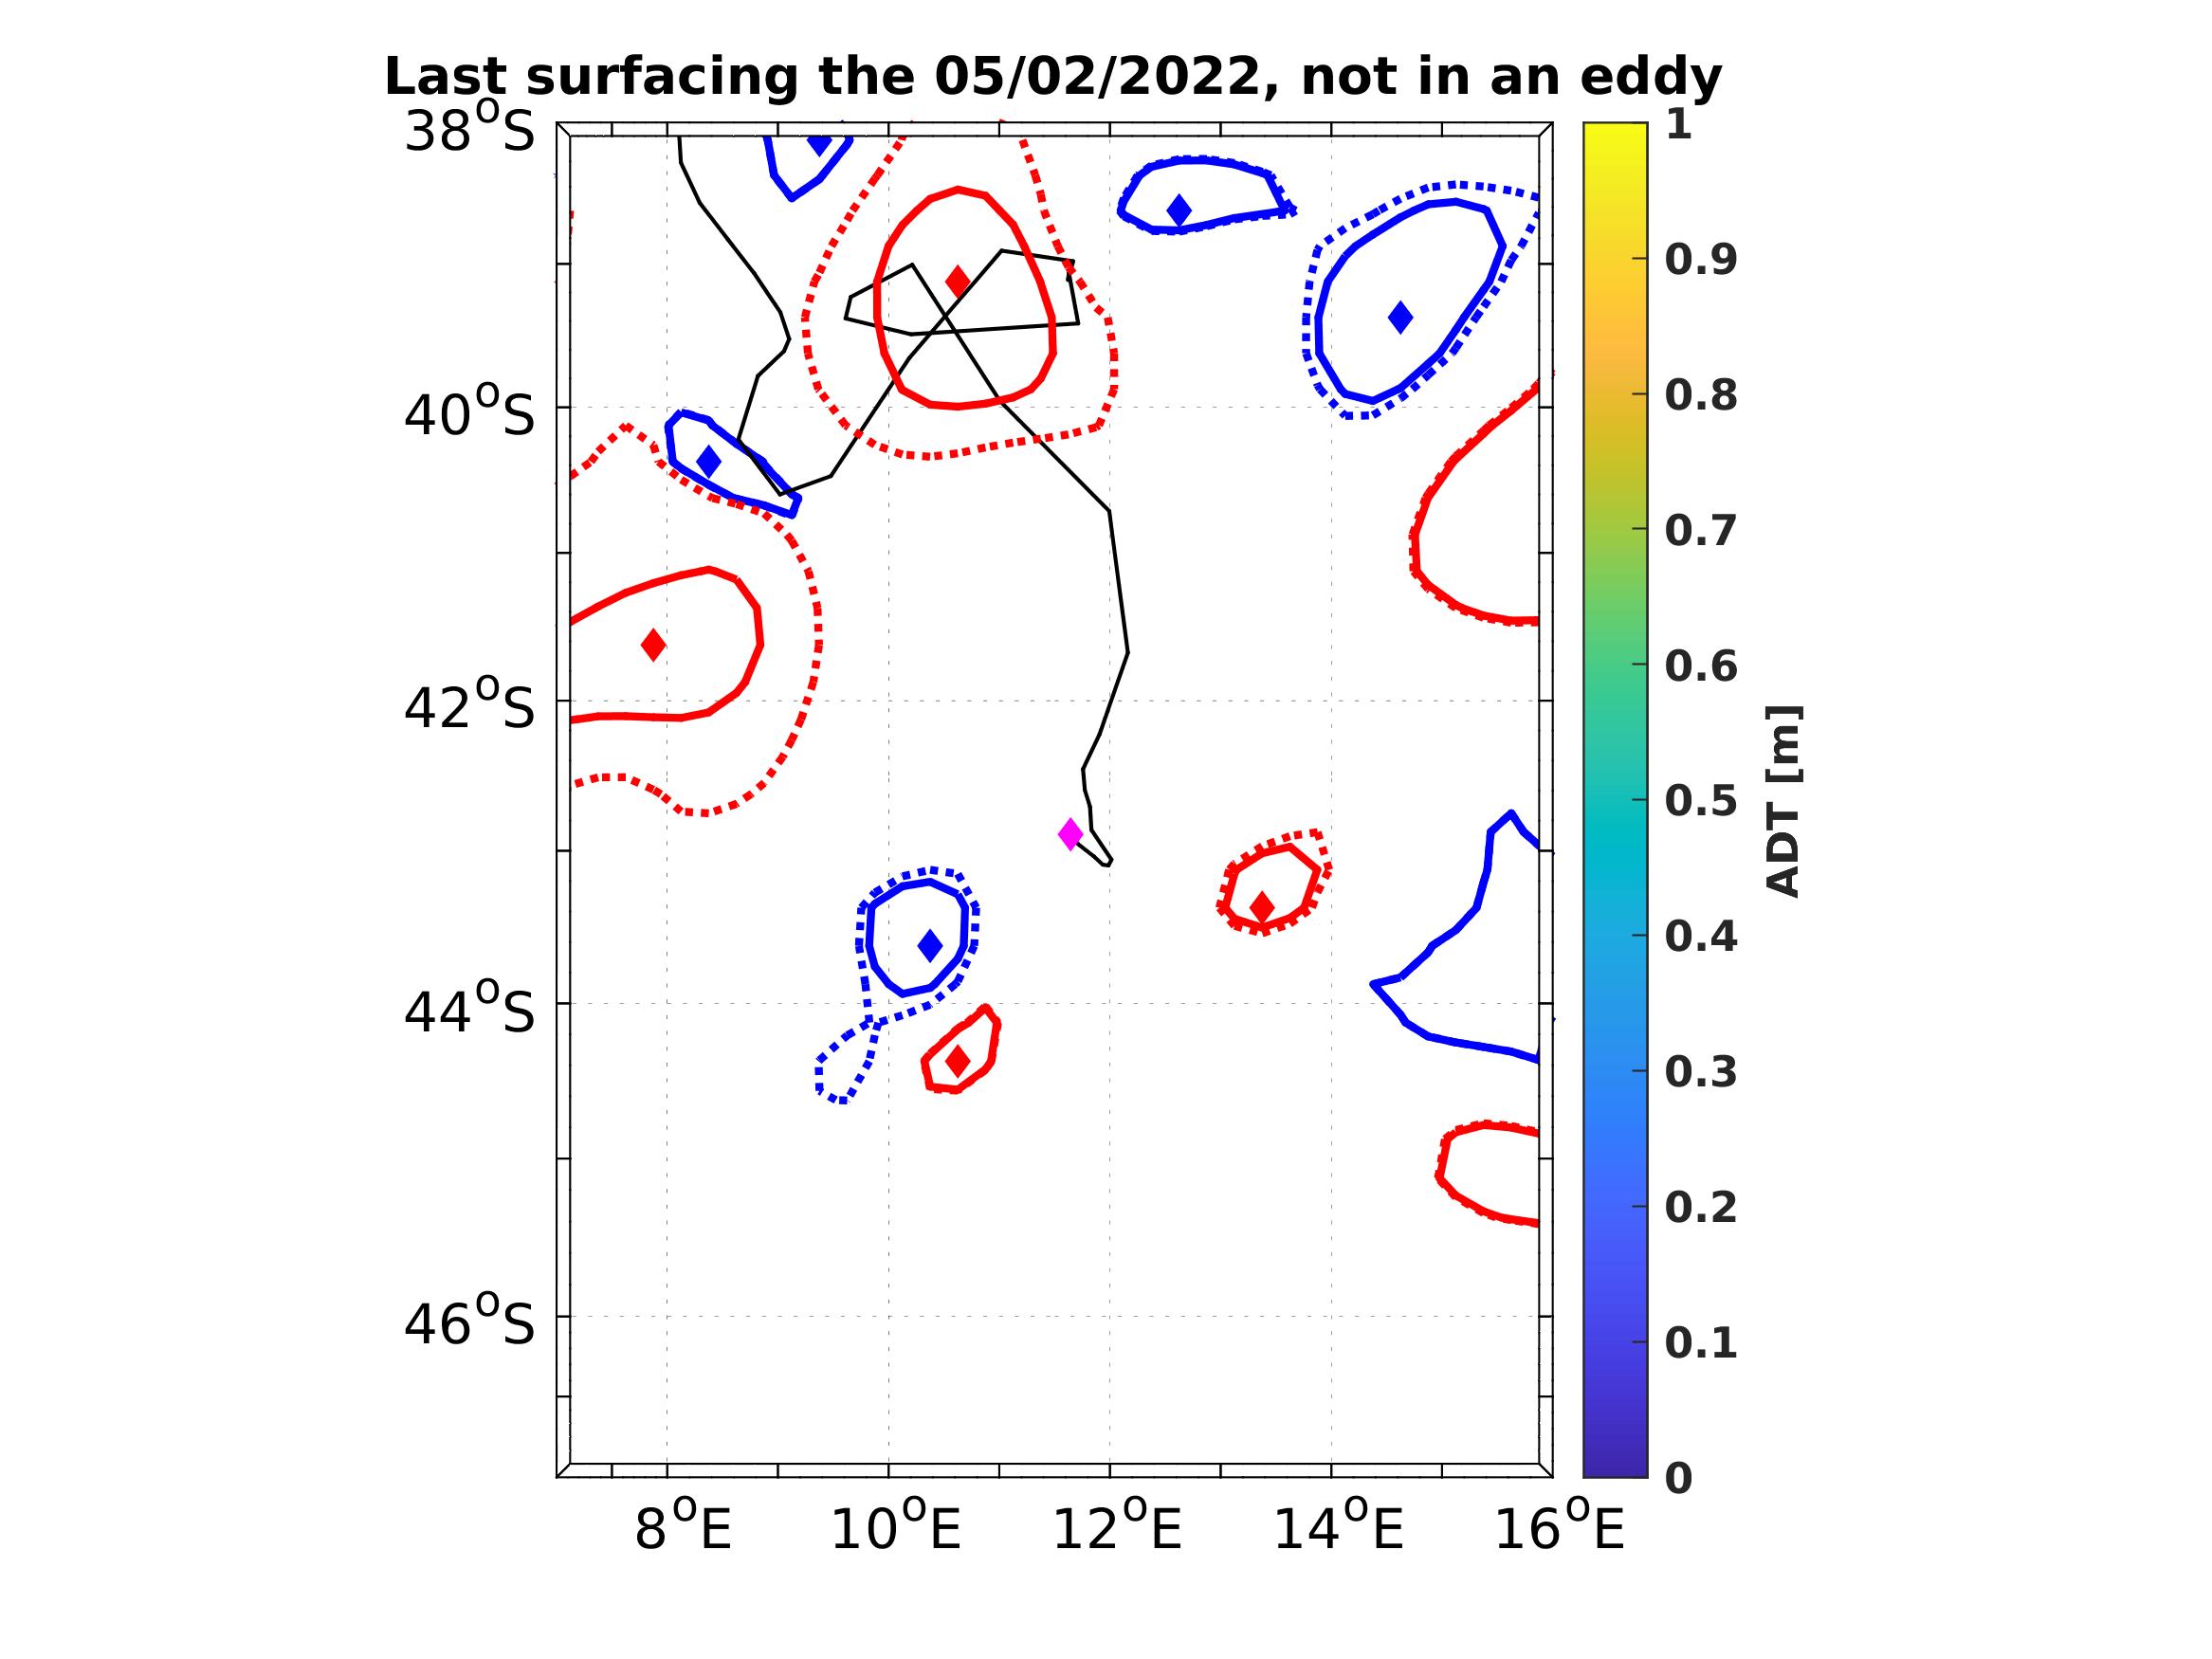 Last surfacing the 05/02/2022, not in an eddy
38°S
40°S
42°S
44°S
46°S
8°E
10°E
12°E
14°E
16°E
1
0.9
0.8
0.7
0.6
0.5
0.4
0.3
0.2
0.1
0
ADT [m]